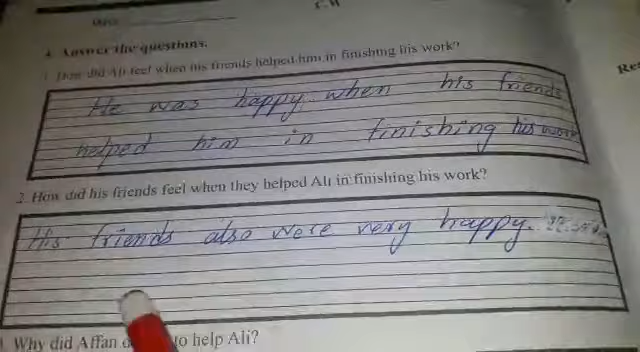 C.W
4. Answer the questions.
1. How did Ali feel when his friends helped him in finishing his work?
He was happy when his friends
helped him in finishing his work
2. How did his friends feel when they helped Ali in finishing his work?
His friends also were very happy.
Why did Affan to help Ali?